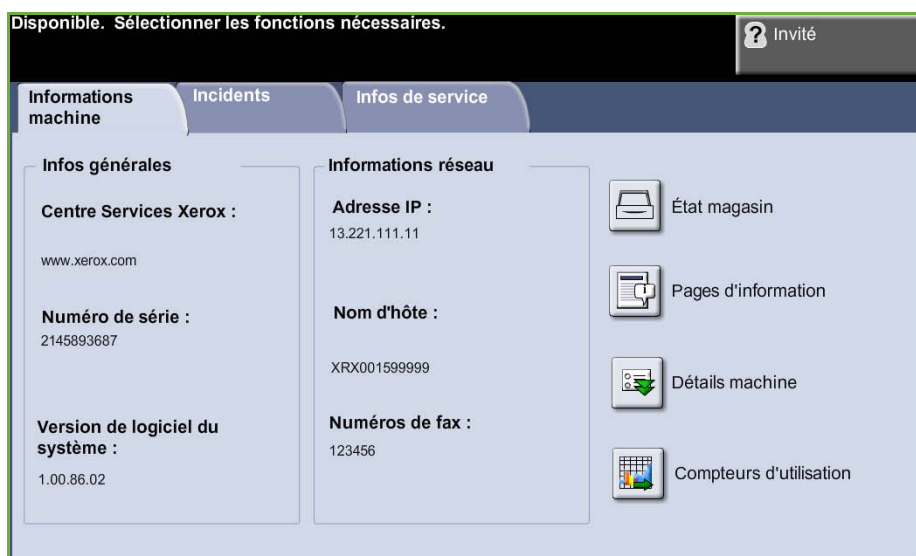 Disponible. Sélectionner les fonctions nécessaires.
? Invité
Informations
machine
Incidents
Infos de service
Infos générales
Centre Services Xerox :
www.xerox.com
Numéro de série :
2145893687
Version de logiciel du
système :
1.00.86.02
Informations réseau
Adresse IP :
13.221.111.11
Nom d'hôte :
XRX001599999
Numéros de fax :
123456
État magasin
Pages d'information
Détails machine
Compteurs d'utilisation